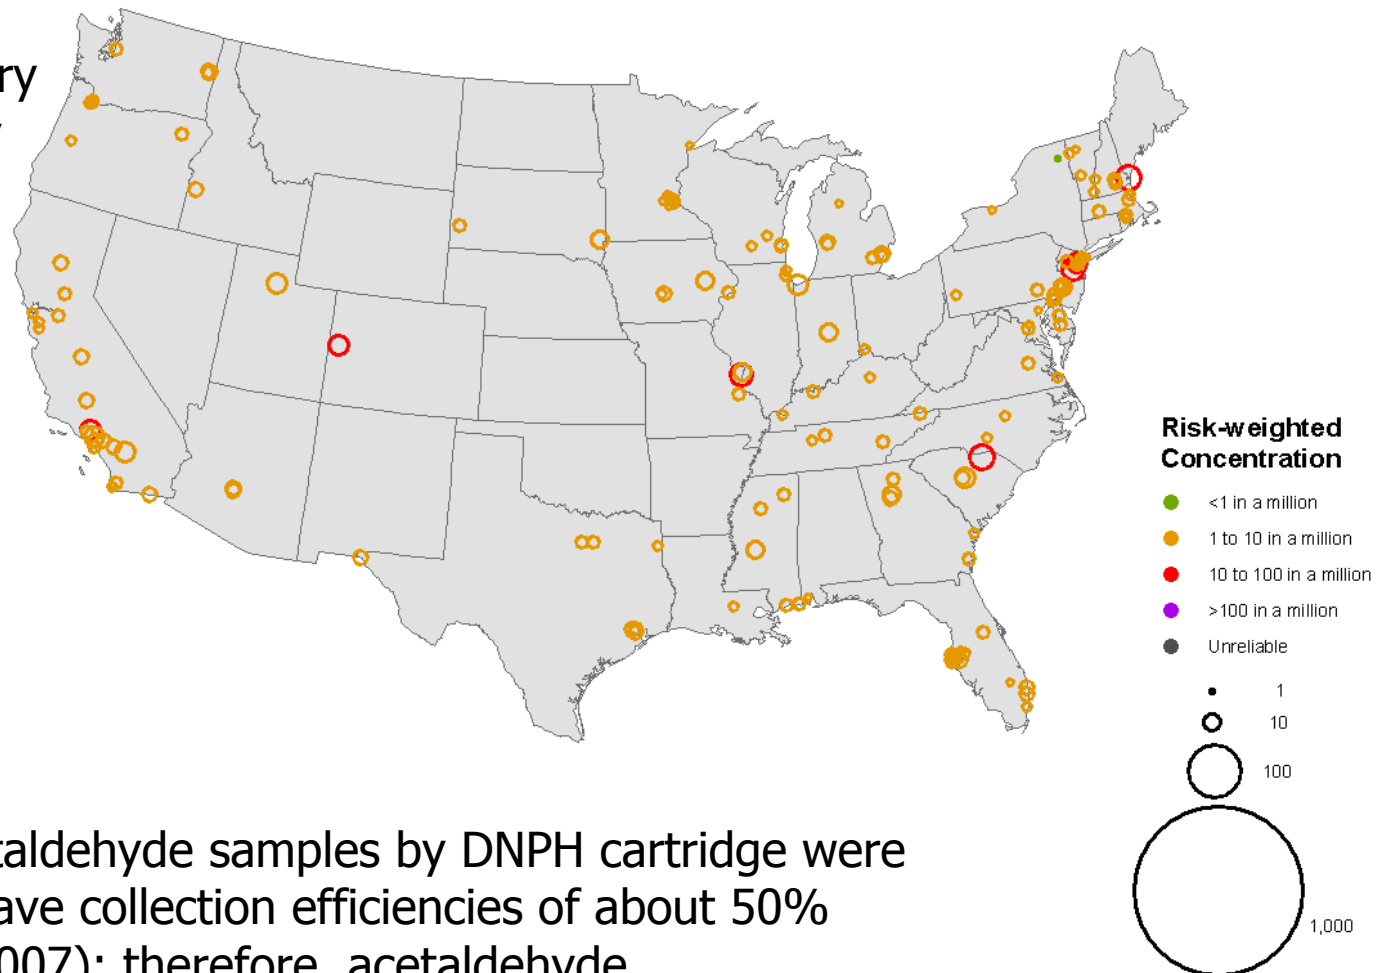 ry
Risk-weighted
Concentration
<1 in a million
1 to 10 in a million
10 to 100 in a million
>100 in a million
Unreliable
1
10
100
1,000
taldehyde samples by DNPH cartridge were
ave collection efficiencies of about 50%
007); therefore, acetaldehyde